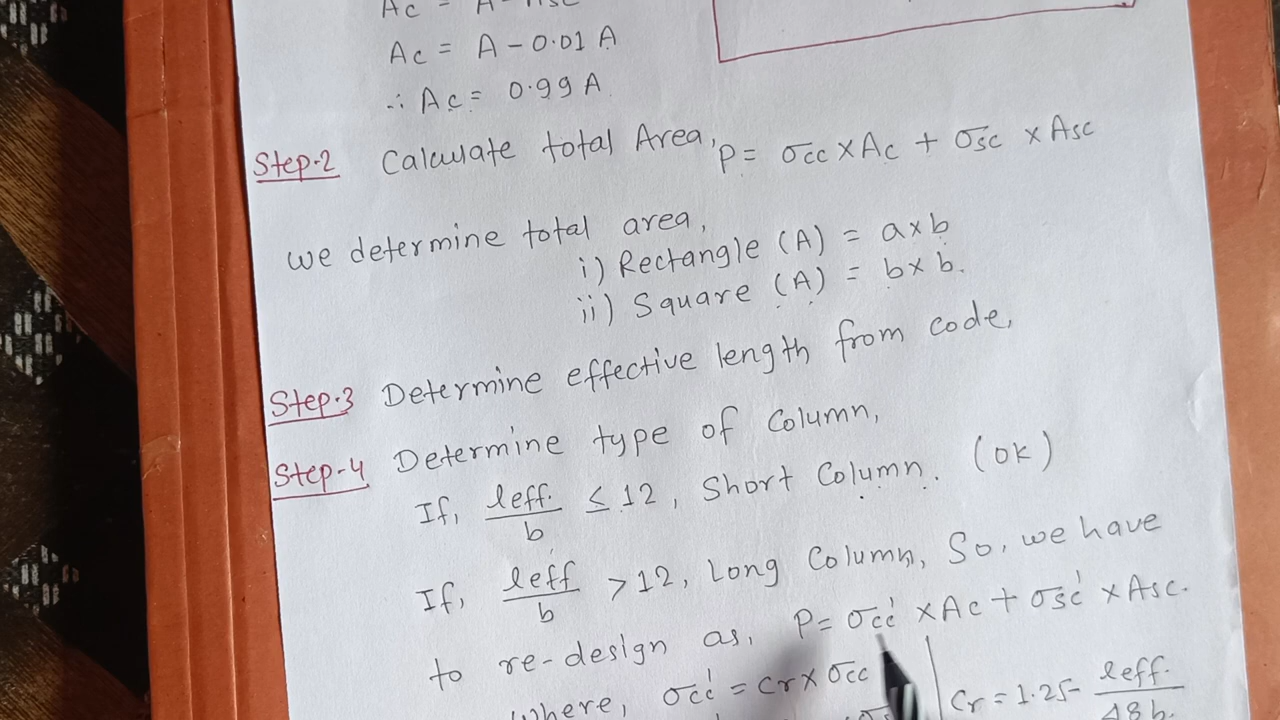 Ac = A - Asc
Ac = A - 0.01 A
∴ Ac = 0.99 A
Step-2 Calculate total Area, P = σcc × Ac + σsc × Asc
we determine total area,
i) Rectangle (A) = a×b
ii) Square (A) = b×b.
Step-3 Determine effective length from code,
Step-4 Determine type of Column,
If, leff./b ≤ 12, Short Column. (OK)
If, leff/b > 12, Long Column, So, we have
to re-design as, P = σcc' × Ac + σsc' × Asc.
where, σcc' = Cr × σcc | Cr = 1.25 - leff./48b.